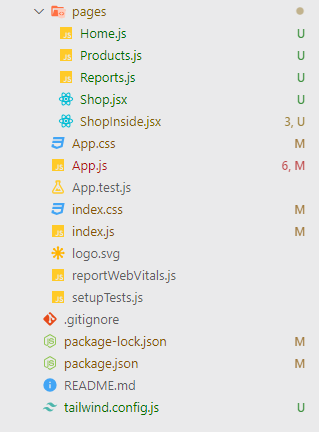 pages
Home.js U
Products.js U
Reports.js U
Shop.jsx U
ShopInside.jsx 3, U
App.css M
App.js 6, M
App.test.js
index.css M
index.js M
logo.svg
reportWebVitals.js
setupTests.js
.gitignore
package-lock.json M
package.json M
README.md
tailwind.config.js U